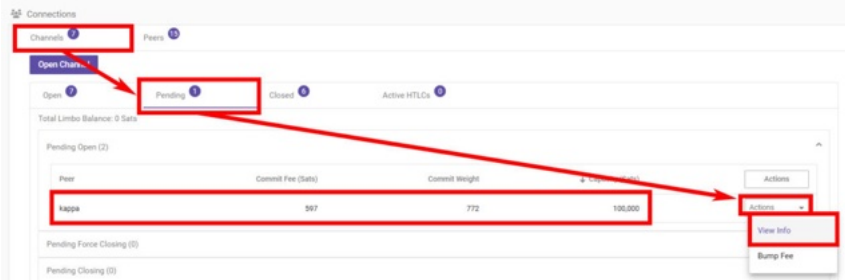 Connections
Channels 7 Peers 15
Open Channel
Open 7 Pending 1 Closed 6 Active HTLCs 0
Total Limbo Balance: 0 Sats
Pending Open (2)
Peer Commit Fee (Sats) Commit Weight Actions
kappa 597 772 100,000 Actions
View Info
Pending Force Closing (0)
Bump Fee
Pending Closing (0)